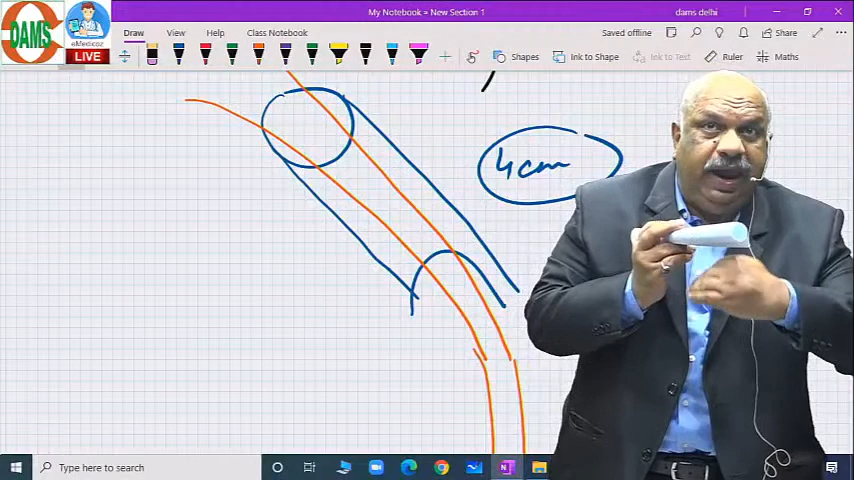 My Notebook = New Section 1
dams delhi
DAMS
eMedicoz
LIVE
Draw
View
Help
Class Notebook
Saved offline
Share
Shapes
Ink to Shape
Ink to Text
Ruler
Maths
4cm
Type here to search